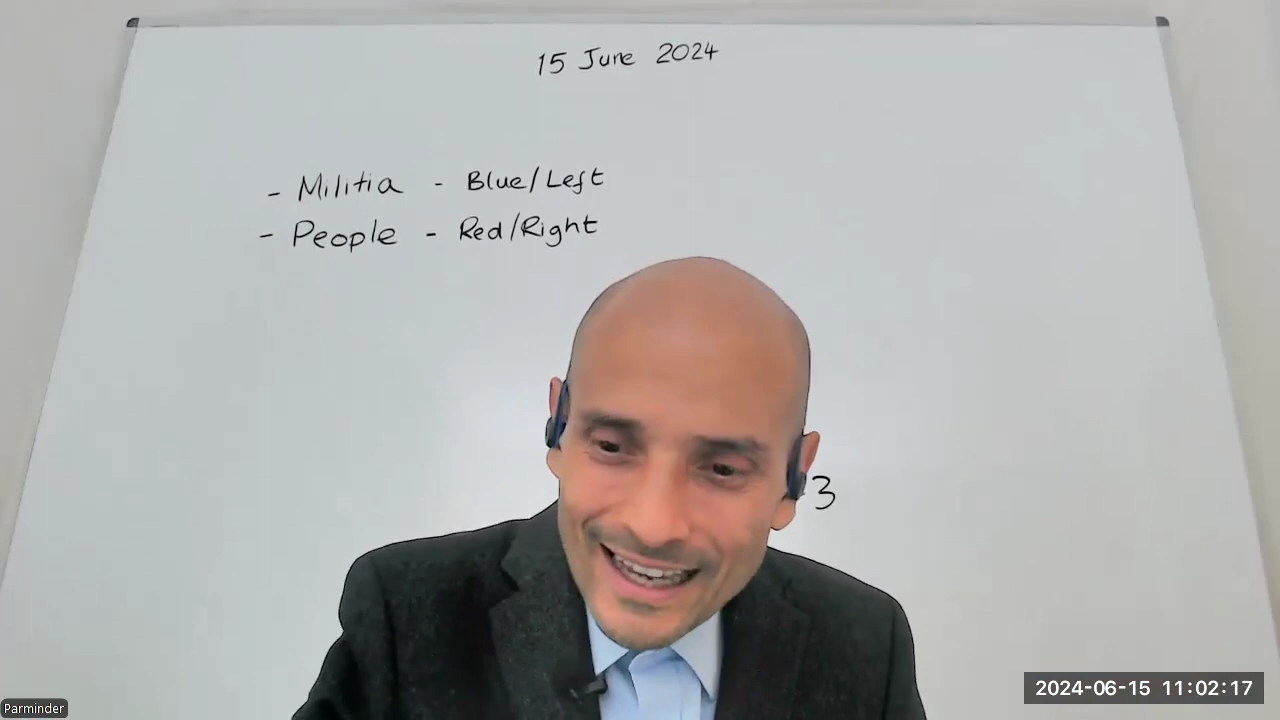 15 June 2024
- Militia - Blue/Left
- People - Red/Right
3
Parminder
2024-06-15 11:02:17